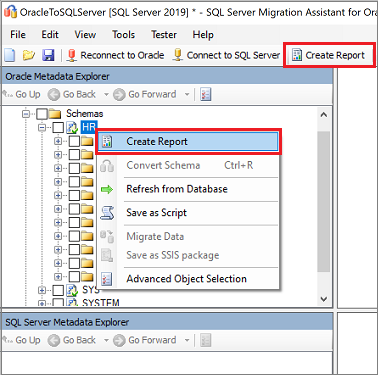 OracleToSQLServer [SQL Server 2019] * - SQL Server Migration Assistant for Ora
File Edit View Tools Tester Help
Reconnect to Oracle Connect to SQL Server Create Report
Oracle Metadata Explorer
Go Up Go Back Go Forward
Schemas
HR
Create Report
Convert Schema Ctrl+R
Refresh from Database
Save as Script
Migrate Data
Save as SSIS package
Advanced Object Selection
SYS
SYSTEM
SQL Server Metadata Explorer
Go Up Go Back Go Forward